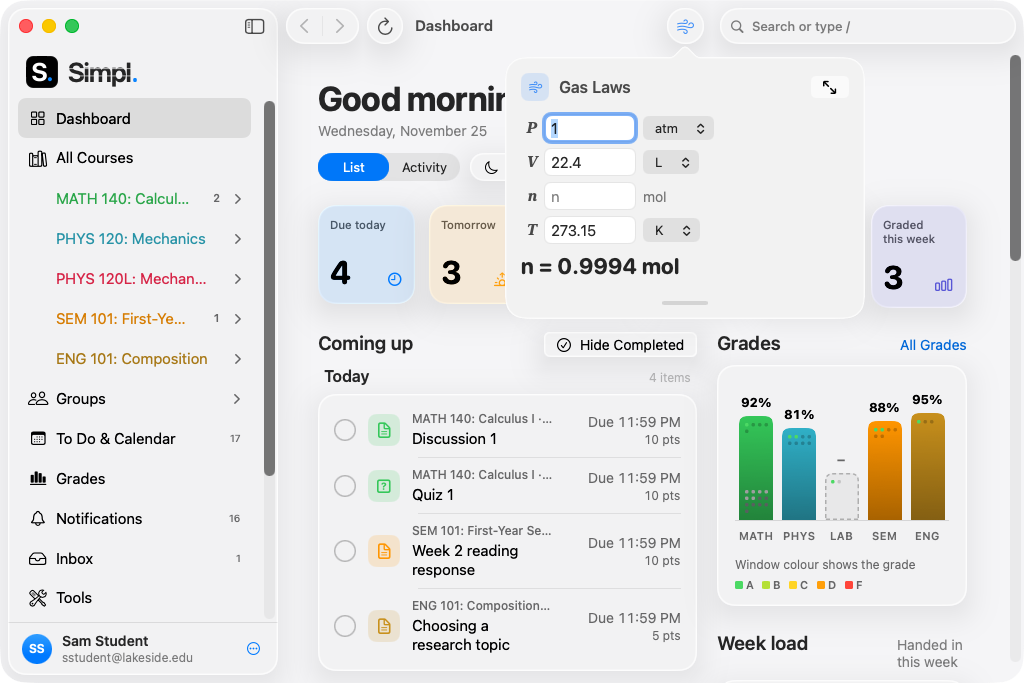 S. Simpl.
Dashboard
All Courses
MATH 140: Calcul... 2
PHYS 120: Mechanics
PHYS 120L: Mechan...
SEM 101: First-Ye... 1
ENG 101: Composition
Groups
To Do & Calendar 17
Grades
Notifications 16
Inbox 1
Tools
SS
Sam Student
sstudent@lakeside.edu
Dashboard
Search or type /
Good mornin
Wednesday, November 25
List Activity
Gas Laws
P 1 atm
V 22.4 L
n n mol
T 273.15 K
n = 0.9994 mol
Due today
4
Tomorrow
3
Graded
this week
3
Coming up
Hide Completed
Today
4 items
MATH 140: Calculus I ·...
Discussion 1
Due 11:59 PM
10 pts
MATH 140: Calculus I ·...
Quiz 1
Due 11:59 PM
10 pts
SEM 101: First-Year Se...
Week 2 reading
response
Due 11:59 PM
10 pts
ENG 101: Composition...
Choosing a
research topic
Due 11:59 PM
5 pts
Grades
All Grades
92% 81% – 88% 95%
MATH PHYS LAB SEM ENG
Window colour shows the grade
A B C D F
Week load
Handed in
this week